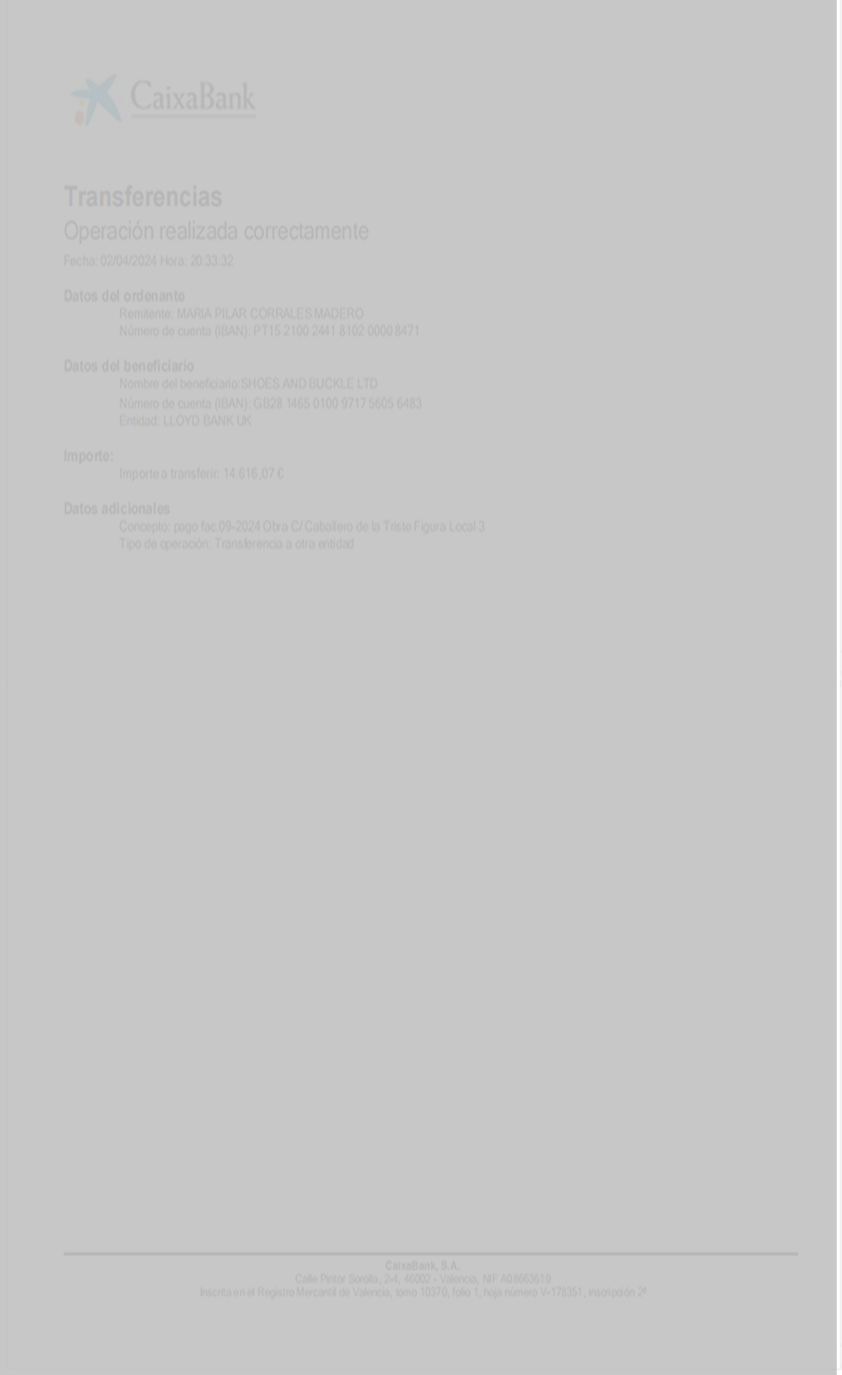 CaixaBank
Transferencias
Operación realizada correctamente
Fecha: 02/04/2024 Hora: 20:33:32
Datos del ordenante
Remitente: MARIA PILAR CORRALES MADERO
Número de cuenta (IBAN): PT15 2100 2441 8102 0000 8471
Datos del beneficiario
Nombre del beneficiario:SHOES AND BUCKLE LTD
Número de cuenta (IBAN): GB28 1465 0100 9717 5605 6483
Entidad: LLOYD BANK UK
Importe:
Importe a transferir: 14.616,07 €
Datos adicionales
Concepto: pago fac 09-2024 Obra C/ Caballero de la Triste Figura Local 3
Tipo de operación: Transferencia a otra entidad
CaixaBank, S.A.
Calle Pintor Sorolla, 2-4, 46002 - Valencia, NIF A08663619
Inscrita en el Registro Mercantil de Valencia, tomo 10370, folio 1, hoja número V-178351, inscripción 2ª